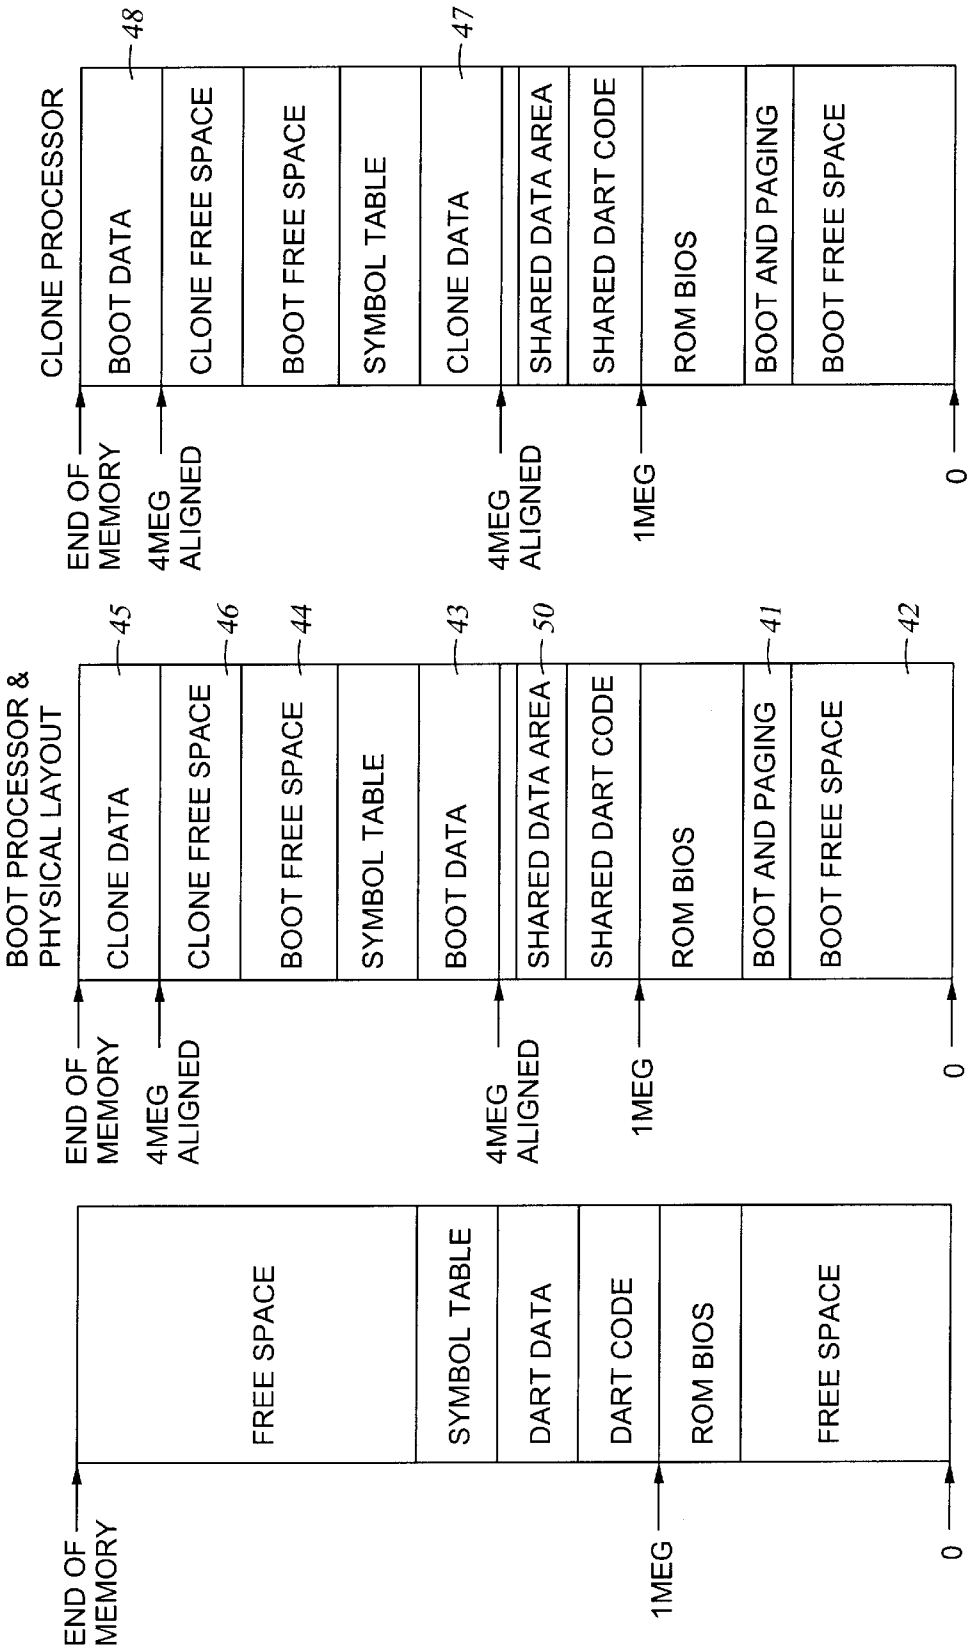 END OF
MEMORY
FREE SPACE
SYMBOL TABLE
DART DATA
DART CODE
1MEG
ROM BIOS
FREE SPACE
0
BOOT PROCESSOR &
PHYSICAL LAYOUT
END OF
MEMORY
CLONE DATA
45
4MEG
ALIGNED
CLONE FREE SPACE
46
BOOT FREE SPACE
44
SYMBOL TABLE
BOOT DATA
43
4MEG
ALIGNED
SHARED DATA AREA
50
SHARED DART CODE
1MEG
ROM BIOS
BOOT AND PAGING
41
BOOT FREE SPACE
42
0
CLONE PROCESSOR
END OF
MEMORY
BOOT DATA
48
4MEG
ALIGNED
CLONE FREE SPACE
BOOT FREE SPACE
SYMBOL TABLE
CLONE DATA
47
4MEG
ALIGNED
SHARED DATA AREA
SHARED DART CODE
1MEG
ROM BIOS
BOOT AND PAGING
BOOT FREE SPACE
0